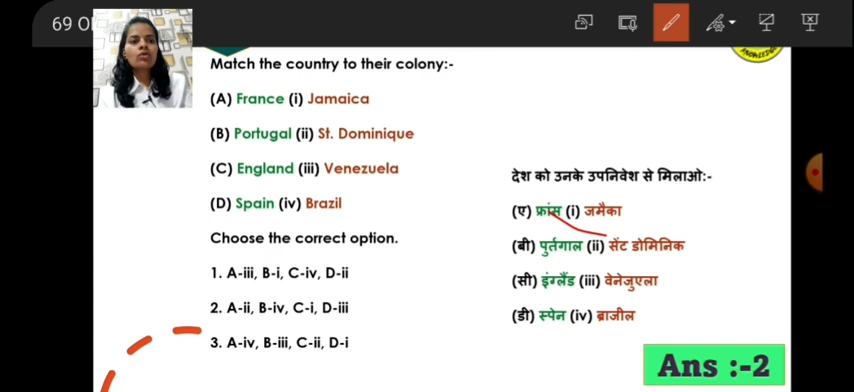 69 O
Match the country to their colony:-
(A) France (i) Jamaica
(B) Portugal (ii) St. Dominique
(C) England (iii) Venezuela
(D) Spain (iv) Brazil
Choose the correct option.
1. A-iii, B-i, C-iv, D-ii
2. A-ii, B-iv, C-i, D-iii
3. A-iv, B-iii, C-ii, D-i
KNOWLEDGE
देश को उनके उपनिवेश से मिलाओ:-
(ए) फ्रांस (i) जमैका
(बी) पुर्तगाल (ii) सेंट डोमिनिक
(सी) इंग्लैंड (iii) वेनेजुएला
(डी) स्पेन (iv) ब्राजील
Ans :-2